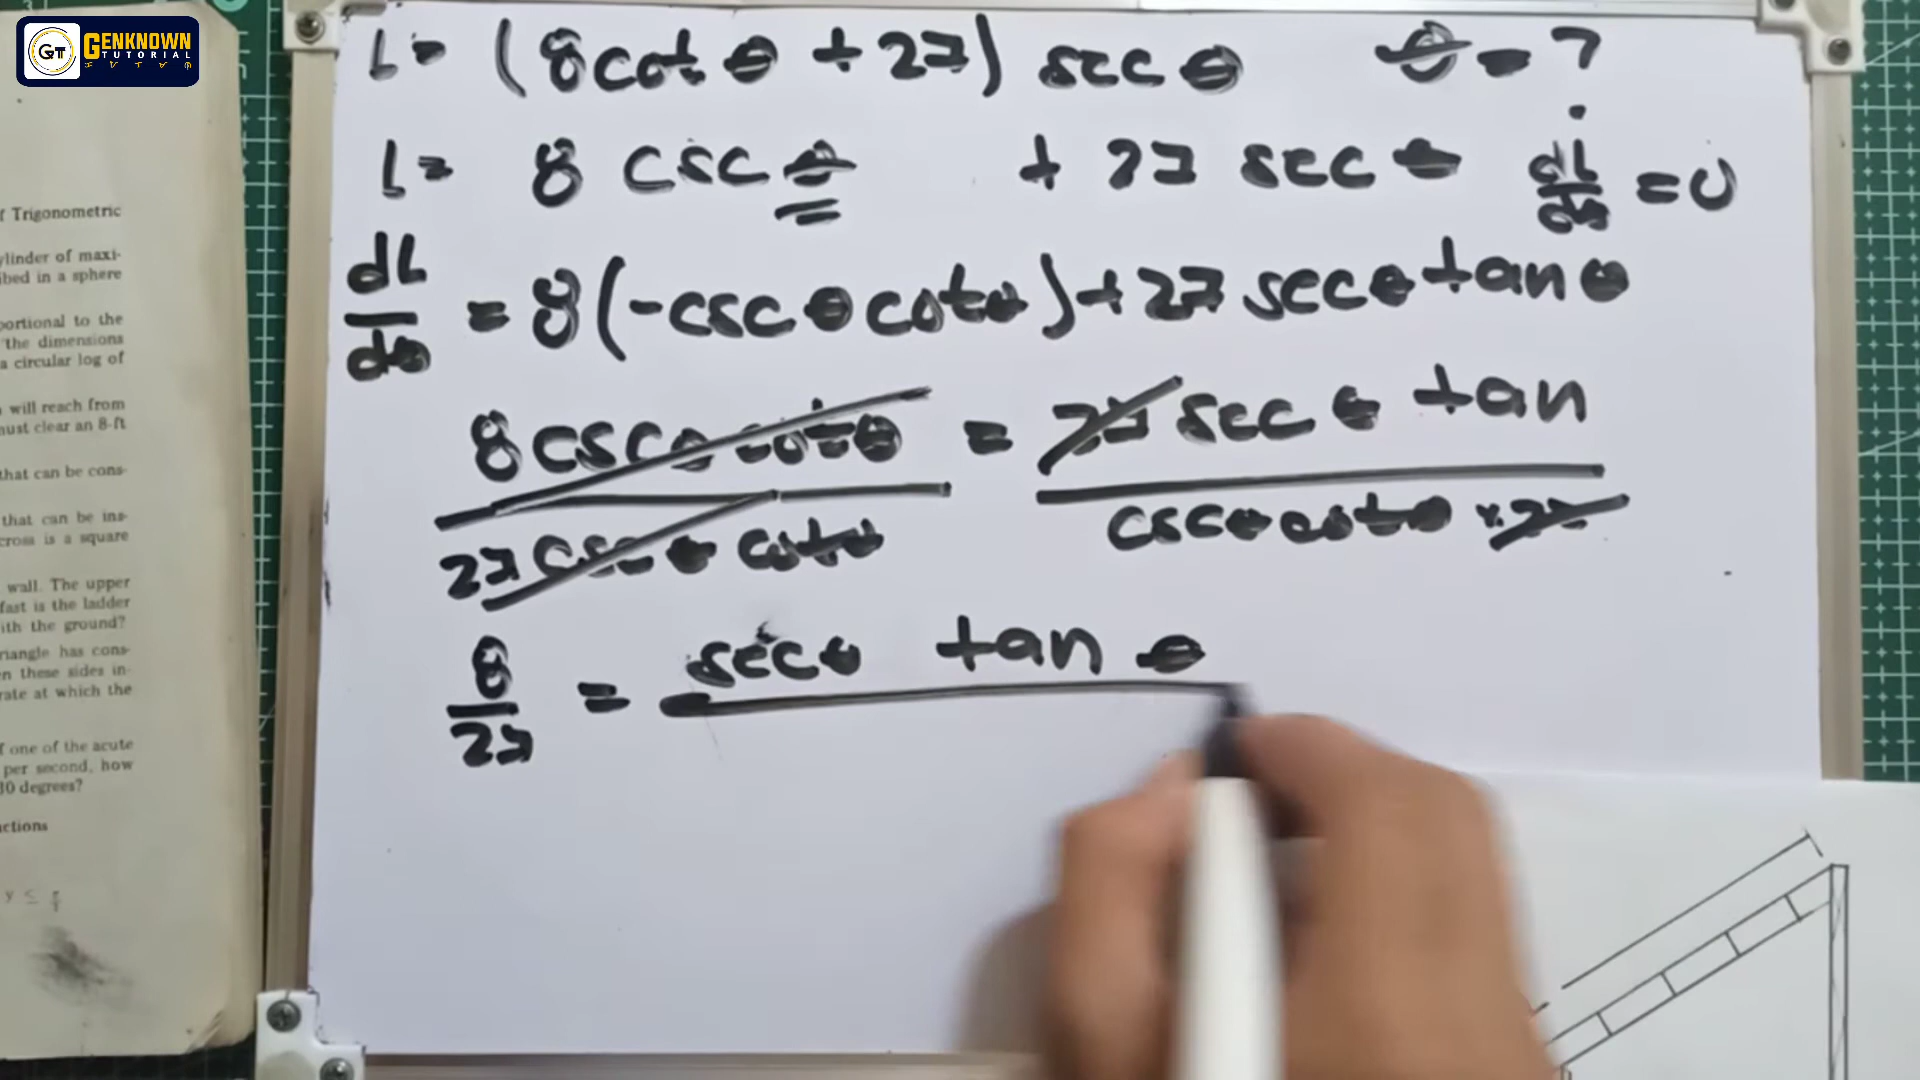 GT GENKNOWN
TUTORIAL
L = (8cot θ + 27) sec θ θ = ?
L = 8 csc θ + 27 sec θ dL/dθ = 0
dL/dθ = 8(-csc θ cot θ) + 27 sec θ tan θ
8 csc θ cot θ / 27 csc θ cot θ = 27 sec θ tan / csc θ cot θ × 27
8/27 = sec θ tan θ
f Trigonometric
ylinder of maxi-
ibed in a sphere
portional to the
the dimensions
a circular log of
will reach from
must clear an 8-ft
that can be cons-
that can be ins-
cross is a square
wall. The upper
fast is the ladder
ith the ground?
riangle has cons-
n these sides in-
rate at which the
f one of the acute
per second, how
30 degrees?
nctions